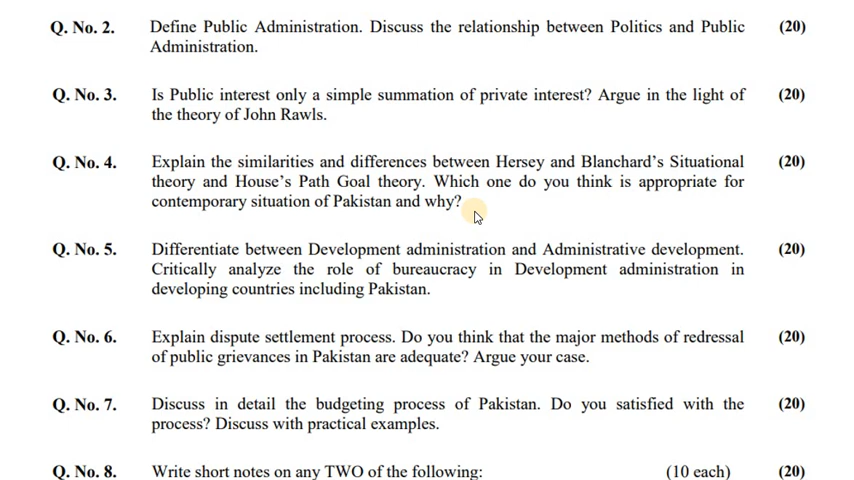 Q. No. 2. Define Public Administration. Discuss the relationship between Politics and Public (20)
Administration.
Q. No. 3. Is Public interest only a simple summation of private interest? Argue in the light of (20)
the theory of John Rawls.
Q. No. 4. Explain the similarities and differences between Hersey and Blanchard's Situational (20)
theory and House's Path Goal theory. Which one do you think is appropriate for
contemporary situation of Pakistan and why?
Q. No. 5. Differentiate between Development administration and Administrative development. (20)
Critically analyze the role of bureaucracy in Development administration in
developing countries including Pakistan.
Q. No. 6. Explain dispute settlement process. Do you think that the major methods of redressal (20)
of public grievances in Pakistan are adequate? Argue your case.
Q. No. 7. Discuss in detail the budgeting process of Pakistan. Do you satisfied with the (20)
process? Discuss with practical examples.
Q. No. 8. Write short notes on any TWO of the following: (10 each) (20)